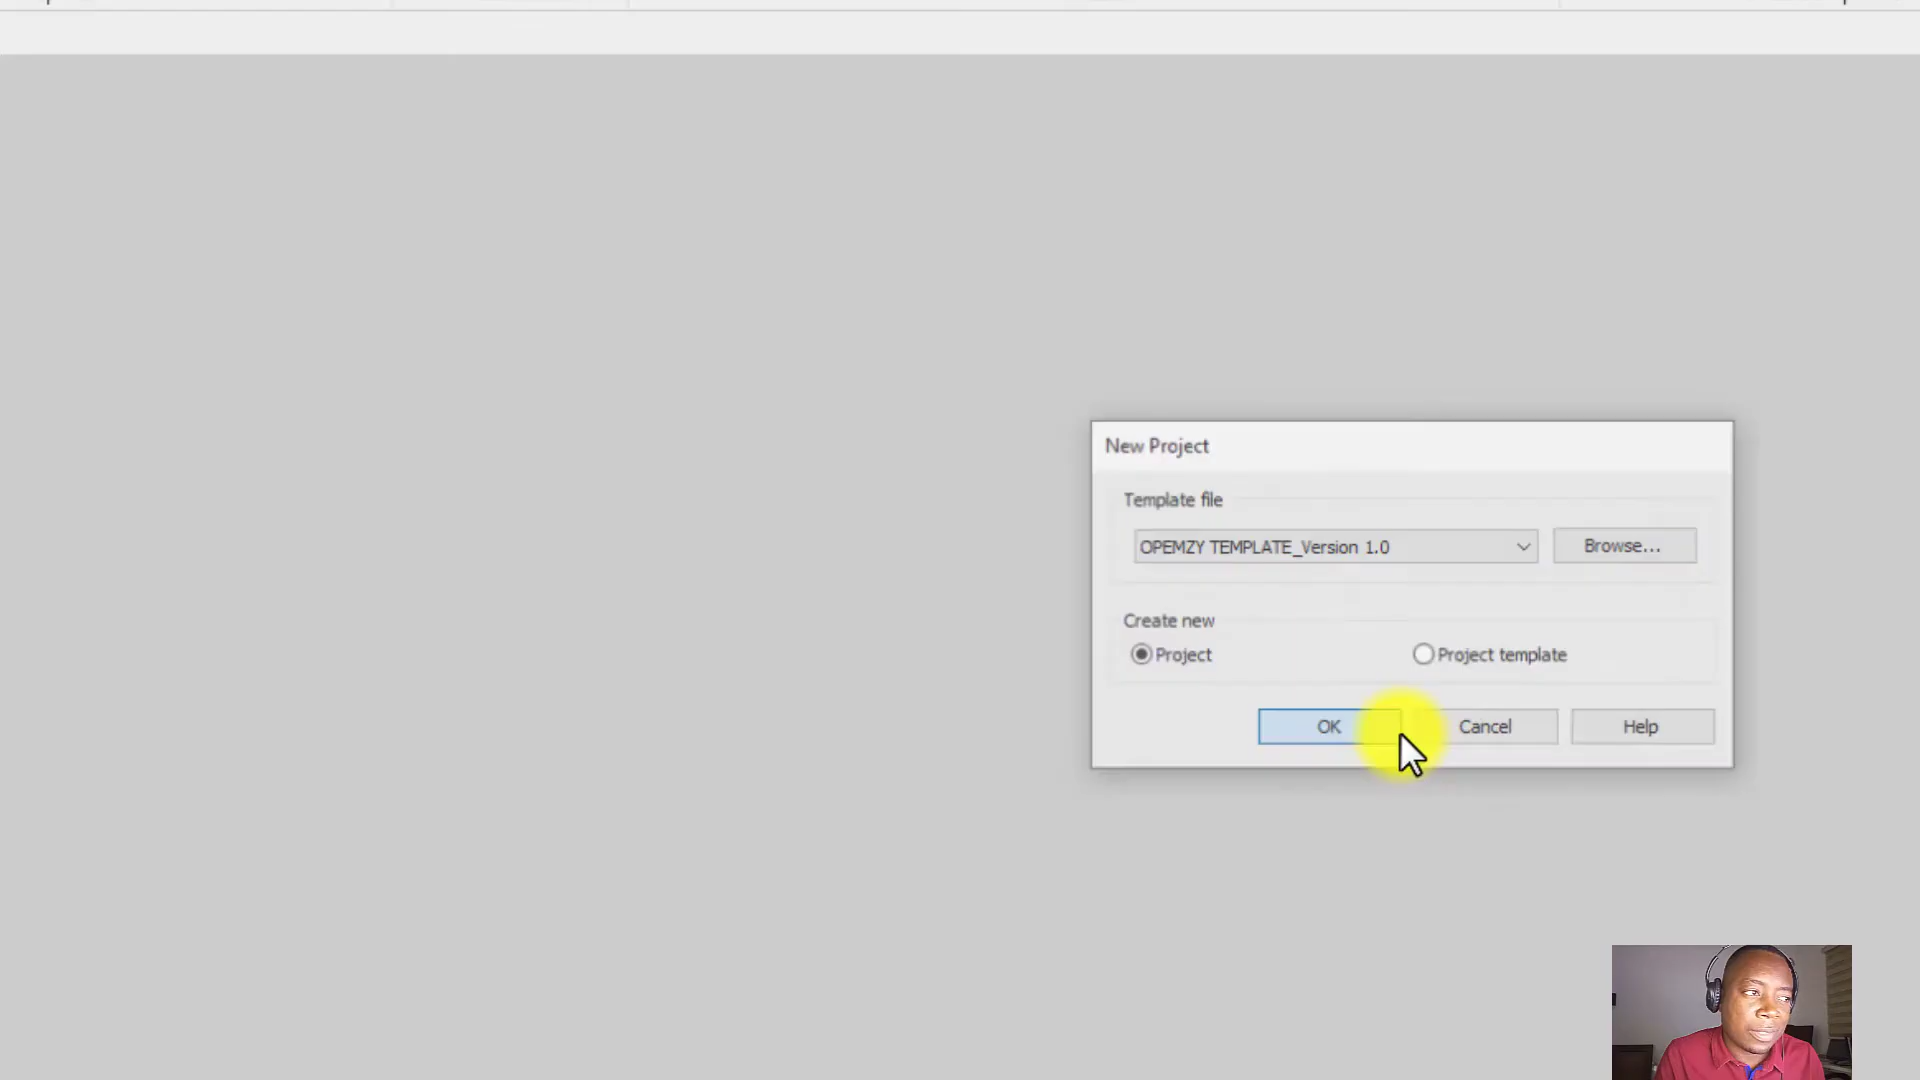 New Project
Template file
OPEMZY TEMPLATE_Version 1.0
Browse...
Create new
Project
Project template
OK
Cancel
Help